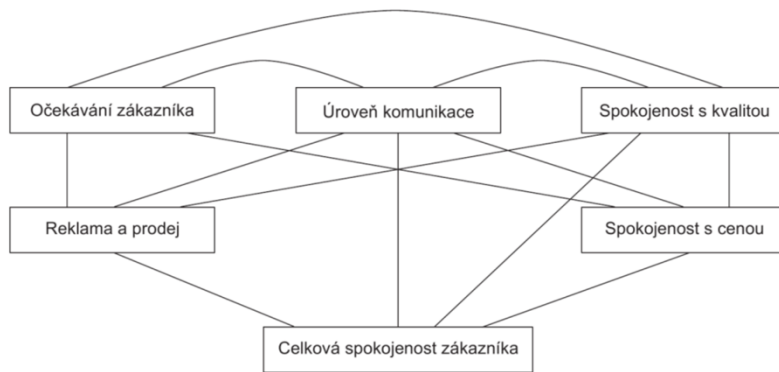 Očekávání zákazníka
Úroveň komunikace
Spokojenost s kvalitou
Reklama a prodej
Spokojenost s cenou
Celková spokojenost zákazníka